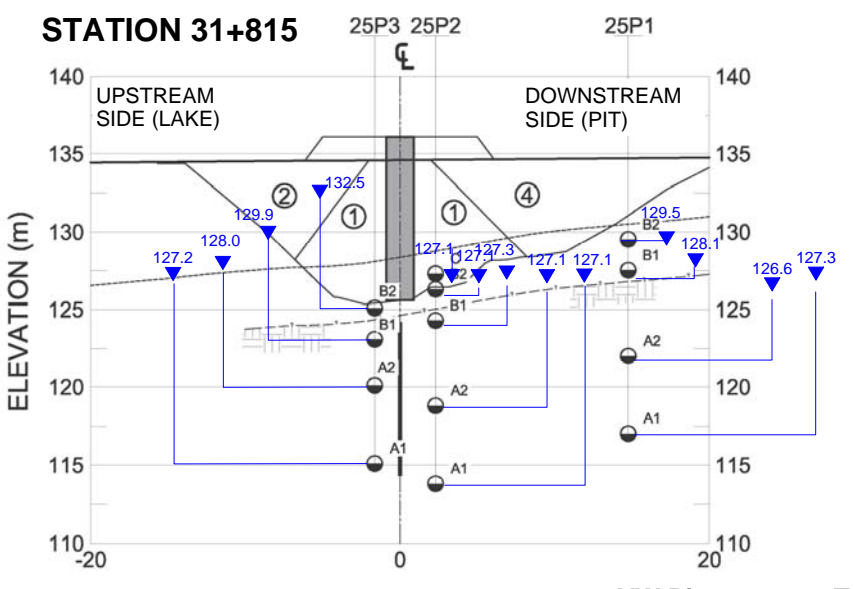 STATION 31+815
25P3
25P2
25P1
℄
140
140
UPSTREAM
SIDE (LAKE)
DOWNSTREAM
SIDE (PIT)
135
135
② 
132.5
①
①
④
130
129.9
129.5
130
B2
127.2
128.0
127.1
127.1
127.3
127.1
127.1
B1
128.1
126.6
127.3
B2
B2
125
B1
B1
125
A2
A2
120
A2
120
A1
A1
115
A1
115
110
110
-20
0
20
ELEVATION (m)